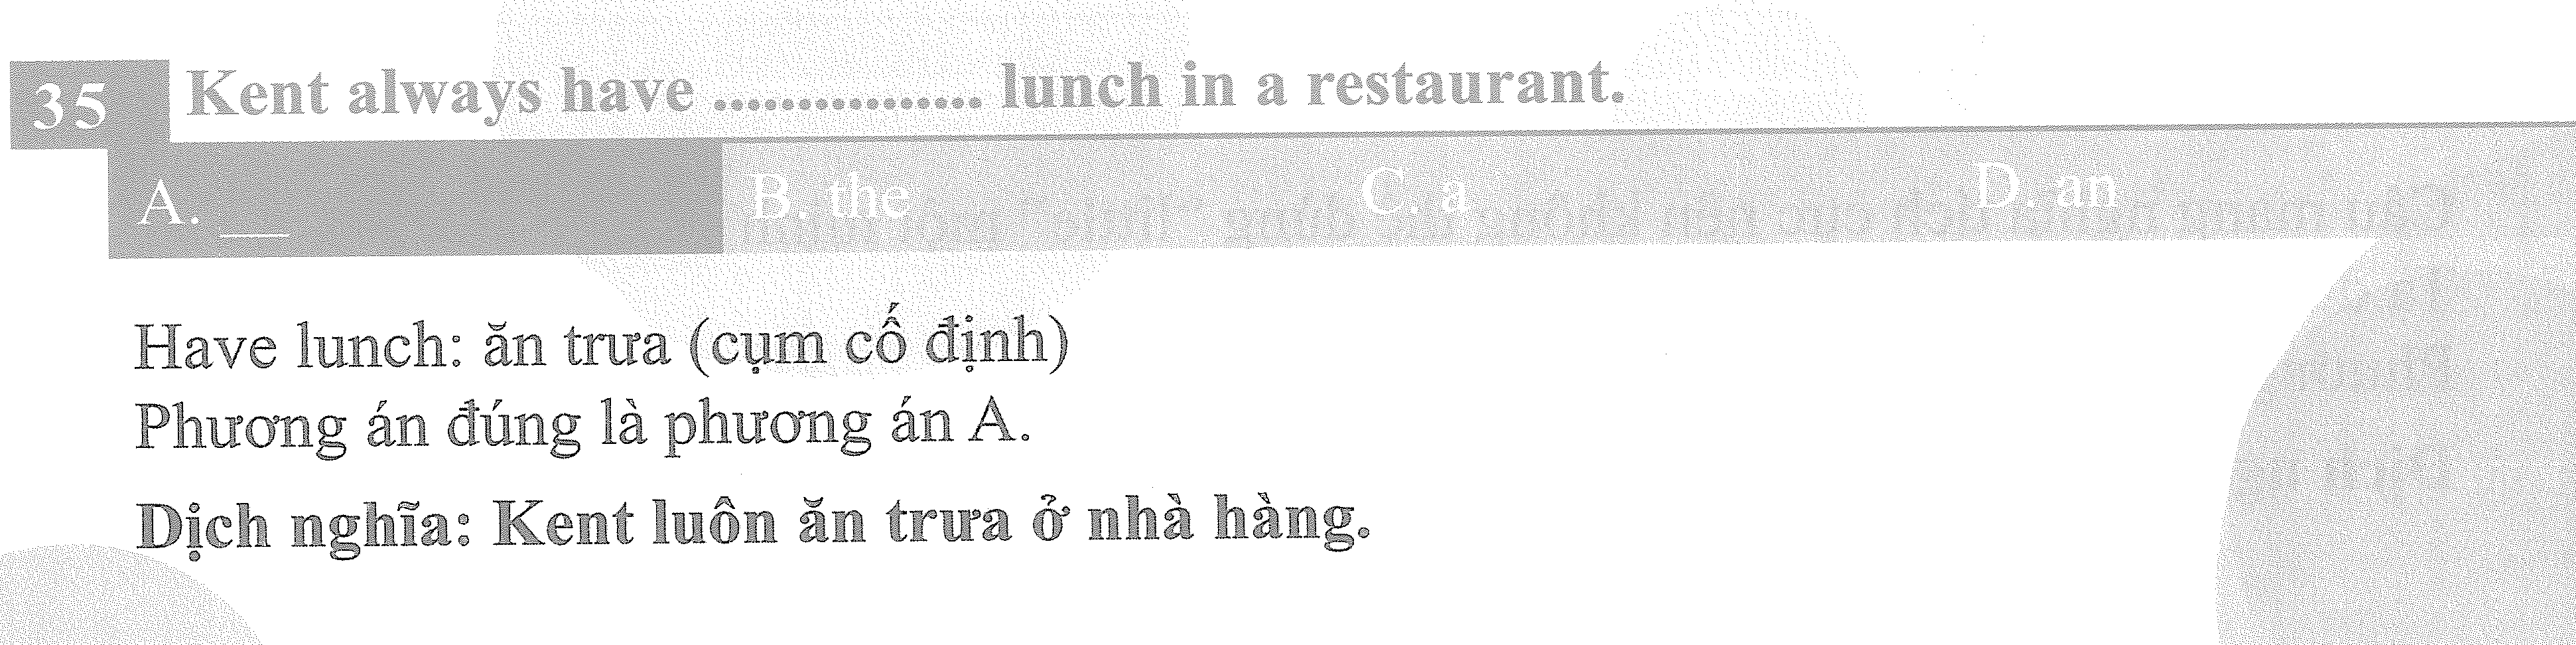 35 Kent always have ............... lunch in a restaurant.
A. __ B. the C. a D. an
Have lunch: ăn trưa (cụm cố định)
Phương án đúng là phương án A.
Dịch nghĩa: Kent luôn ăn trưa ở nhà hàng.